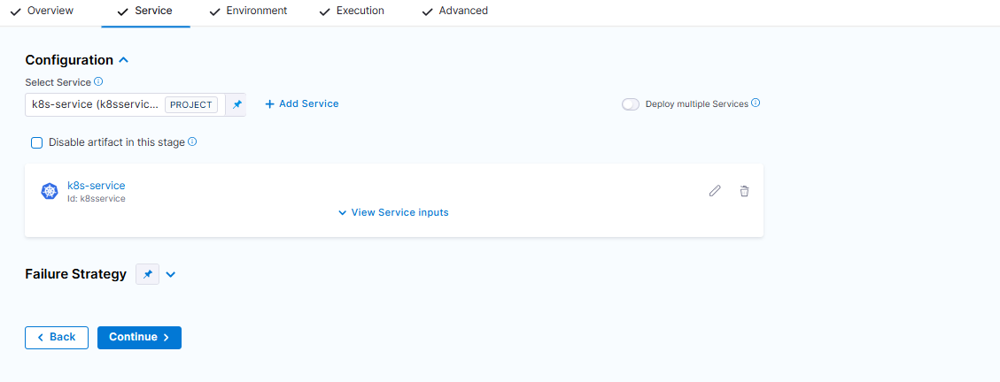 Overview Service Environment Execution Advanced
Configuration
Select Service
k8s-service (k8sservic... PROJECT
+ Add Service
Deploy multiple Services
Disable artifact in this stage
k8s-service
Id: k8sservice
View Service inputs
Failure Strategy
Back Continue